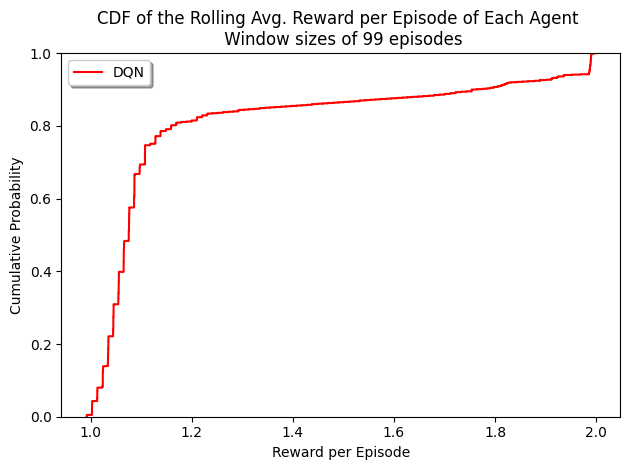 CDF of the Rolling Avg. Reward per Episode of Each Agent
Window sizes of 99 episodes
DQN
Cumulative Probability
1.0
0.8
0.6
0.4
0.2
0.0
1.0 1.2 1.4 1.6 1.8 2.0
Reward per Episode